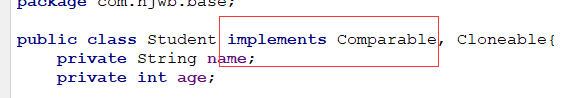 package com.njwb.base;
public class Student implements Comparable, Cloneable{
private String name;
private int age;